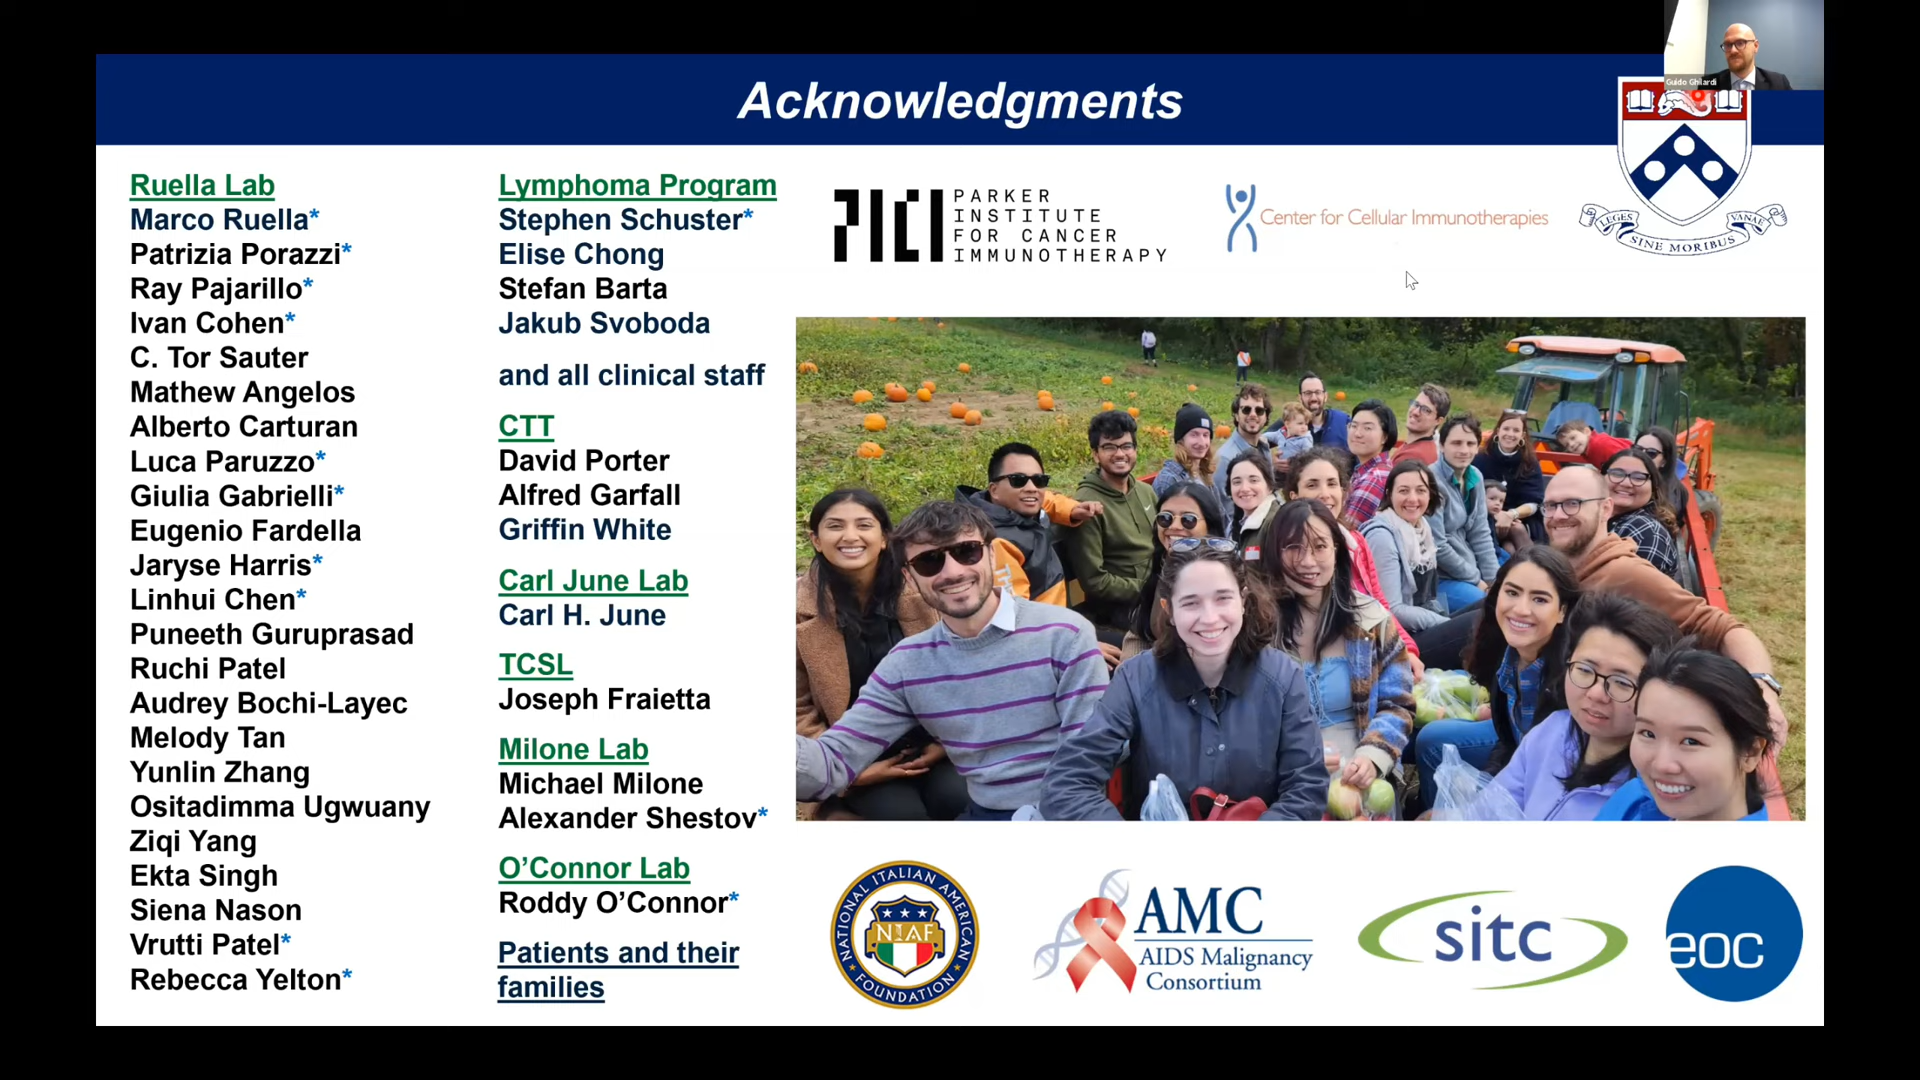 Acknowledgments
Guido Ghilardi
Ruella Lab
Marco Ruella*
Patrizia Porazzi*
Ray Pajarillo*
Ivan Cohen*
C. Tor Sauter
Mathew Angelos
Alberto Carturan
Luca Paruzzo*
Giulia Gabrielli*
Eugenio Fardella
Jaryse Harris*
Linhui Chen*
Puneeth Guruprasad
Ruchi Patel
Audrey Bochi-Layec
Melody Tan
Yunlin Zhang
Ositadimma Ugwuany
Ziqi Yang
Ekta Singh
Siena Nason
Vrutti Patel*
Rebecca Yelton*
Lymphoma Program
Stephen Schuster*
Elise Chong
Stefan Barta
Jakub Svoboda
and all clinical staff
CTT
David Porter
Alfred Garfall
Griffin White
Carl June Lab
Carl H. June
TCSL
Joseph Fraietta
Milone Lab
Michael Milone
Alexander Shestov*
O’Connor Lab
Roddy O’Connor*
Patients and their
families
PICI
PARKER
INSTITUTE
FOR CANCER
IMMUNOTHERAPY
Center for Cellular Immunotherapies
LEGES SINE MORIBUS VANAE
NATIONAL ITALIAN AMERICAN
NIAF
FOUNDATION
AMC
AIDS Malignancy
Consortium
sitc
eoc